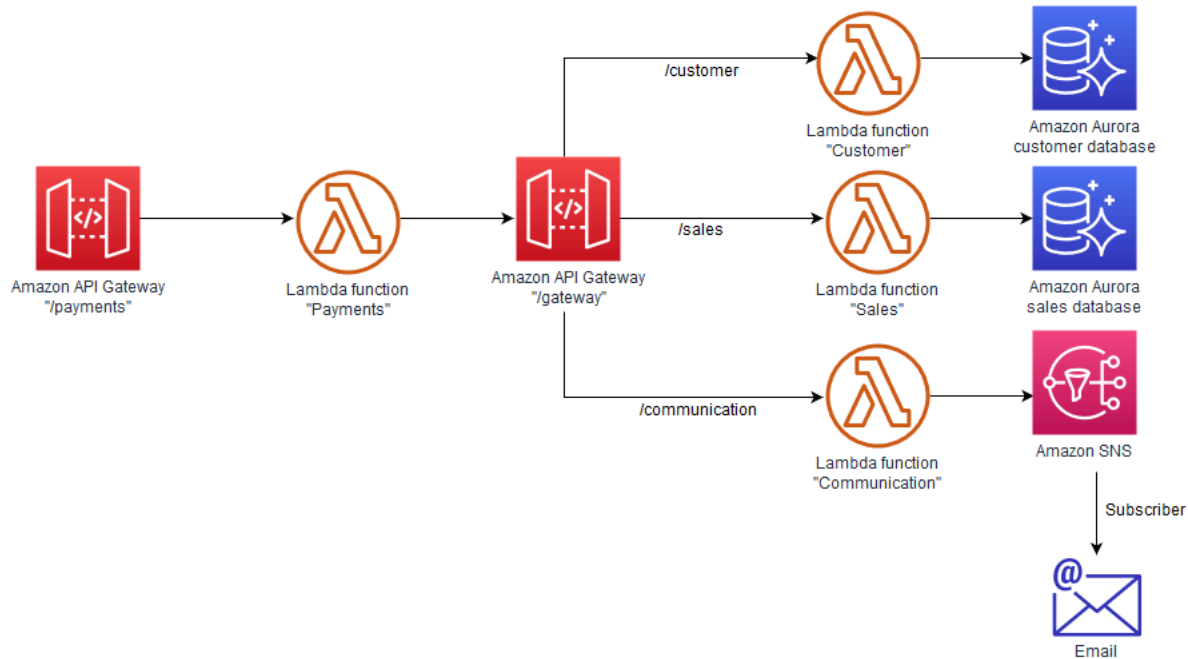 /customer
Lambda function
"Customer"
Amazon Aurora
customer database
Amazon API Gateway
"/payments"
Lambda function
"Payments"
Amazon API Gateway
"/gateway"
/sales
Lambda function
"Sales"
Amazon Aurora
sales database
/communication
Lambda function
"Communication"
Amazon SNS
Subscriber
@
Email